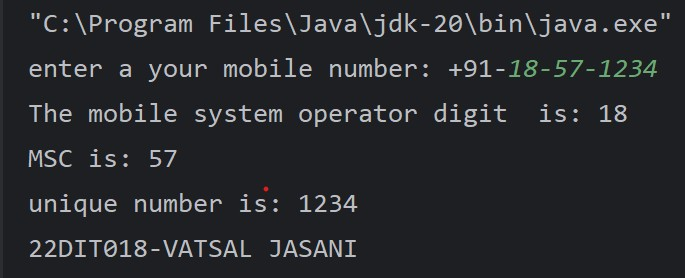 "C:\Program Files\Java\jdk-20\bin\java.exe"
enter a your mobile number: +91-18-57-1234
The mobile system operator digit  is: 18
MSC is: 57
unique number is: 1234
22DIT018-VATSAL JASANI